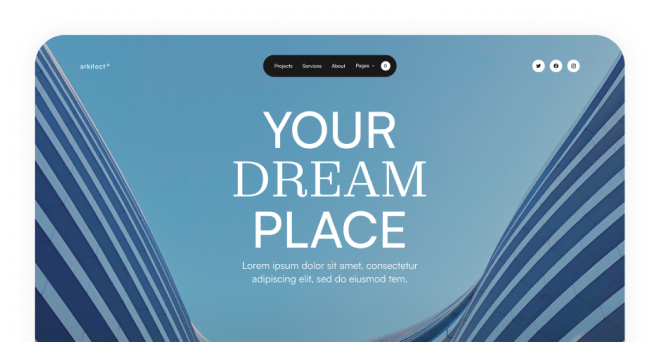 arkitect
Projects Services About Pages 0
YOUR
DREAM
PLACE
Lorem ipsum dolor sit amet, consectetur
adipiscing elit, sed do eiusmod tem.